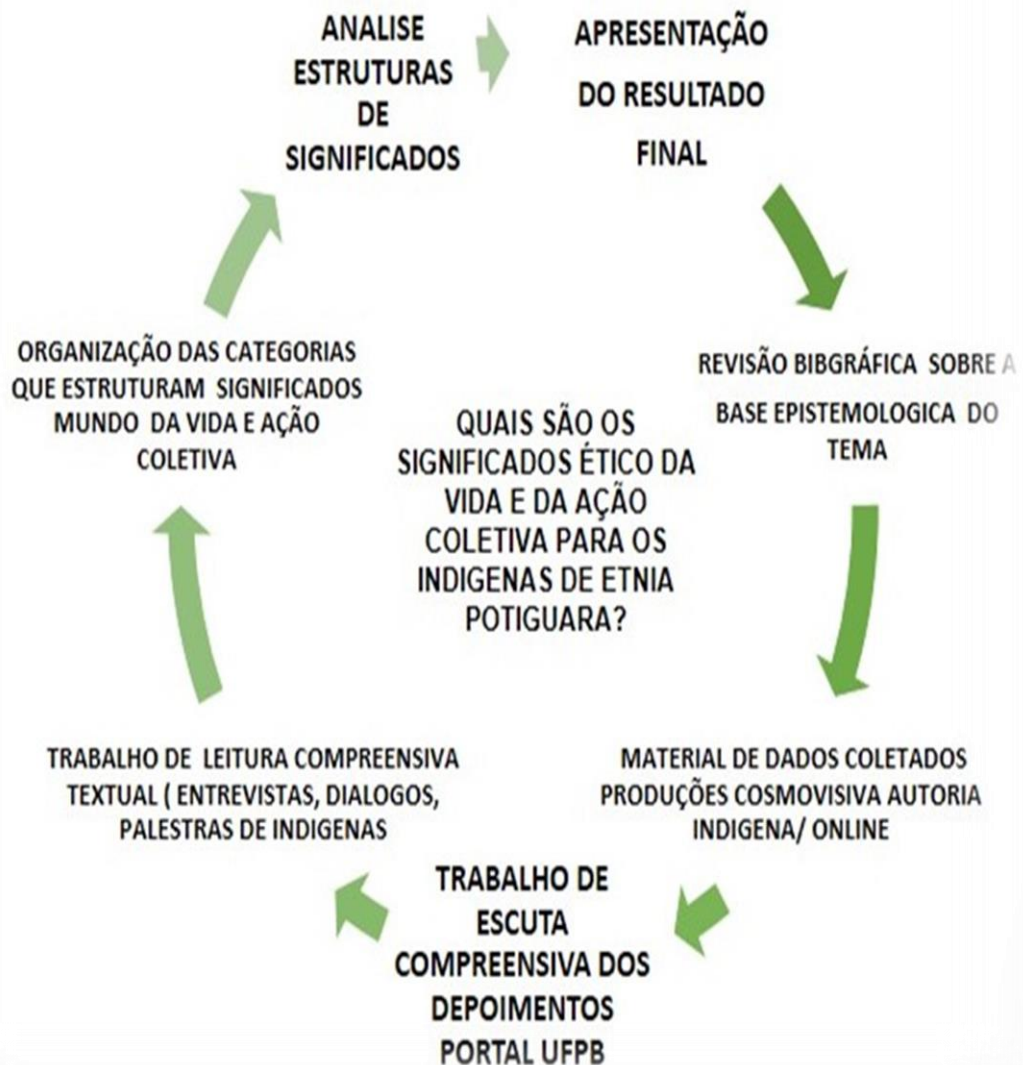 ANALISE
ESTRUTURAS
DE
SIGNIFICADOS
APRESENTAÇÃO
DO RESULTADO
FINAL
REVISÃO BIBGRÁFICA SOBRE A
BASE EPISTEMOLOGICA DO
TEMA
MATERIAL DE DADOS COLETADOS
PRODUÇÕES COSMOVISIVA AUTORIA
INDIGENA/ ONLINE
TRABALHO DE
ESCUTA
COMPREENSIVA DOS
DEPOIMENTOS
PORTAL UFPB
TRABALHO DE LEITURA COMPREENSIVA
TEXTUAL ( ENTREVISTAS, DIALOGOS,
PALESTRAS DE INDIGENAS
ORGANIZAÇÃO DAS CATEGORIAS
QUE ESTRUTURAM SIGNIFICADOS
MUNDO DA VIDA E AÇÃO
COLETIVA
QUAIS SÃO OS
SIGNIFICADOS ÉTICO DA
VIDA E DA AÇÃO
COLETIVA PARA OS
INDIGENAS DE ETNIA
POTIGUARA?